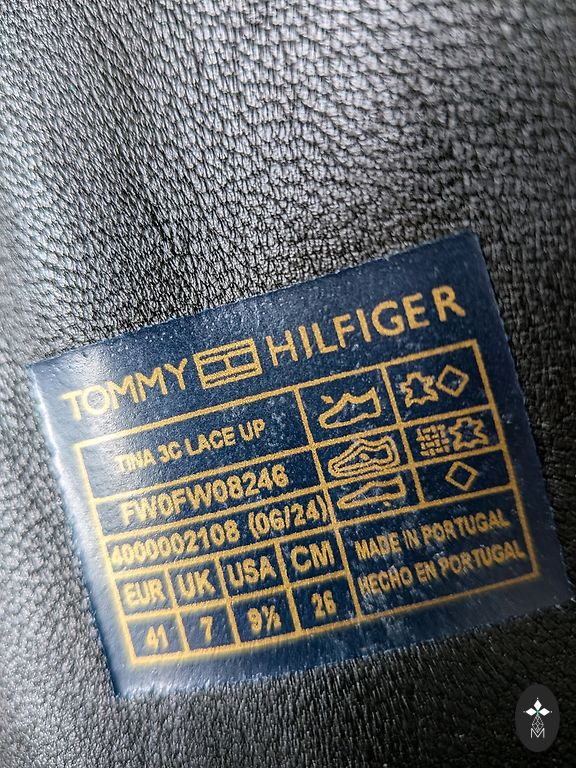 TOMMY HILFIGER
TINA 3C LACE UP
FW0FW08246
4000002108 (06/24)
EUR UK USA CM
41 7 9½ 26
MADE IN PORTUGAL
HECHO EN PORTUGAL
M